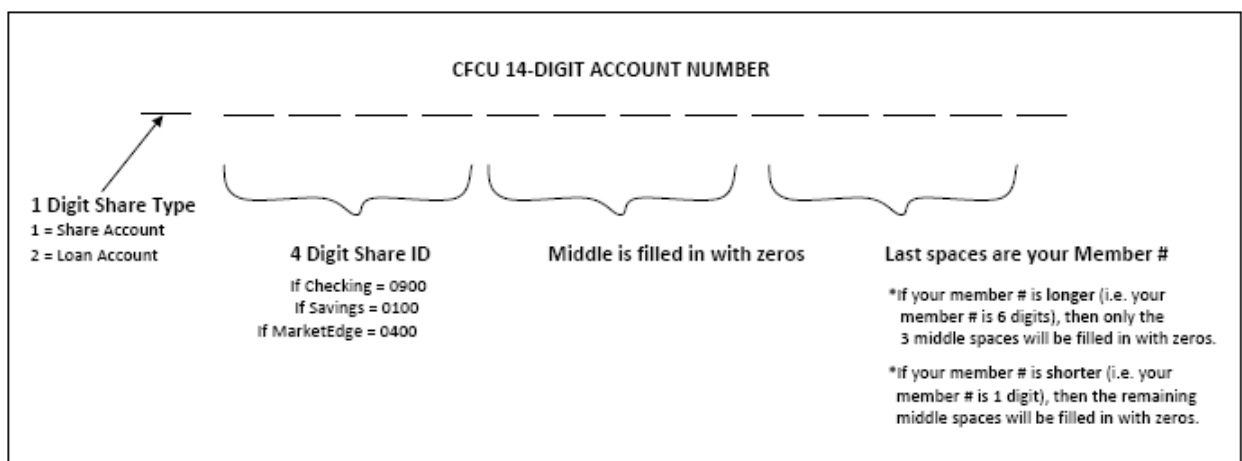 CFCU 14-DIGIT ACCOUNT NUMBER
1 Digit Share Type
1 = Share Account
2 = Loan Account
4 Digit Share ID
If Checking = 0900
If Savings = 0100
If MarketEdge = 0400
Middle is filled in with zeros
Last spaces are your Member #
*If your member # is longer (i.e. your
member # is 6 digits), then only the
3 middle spaces will be filled in with zeros.
*If your member # is shorter (i.e. your
member # is 1 digit), then the remaining
middle spaces will be filled in with zeros.